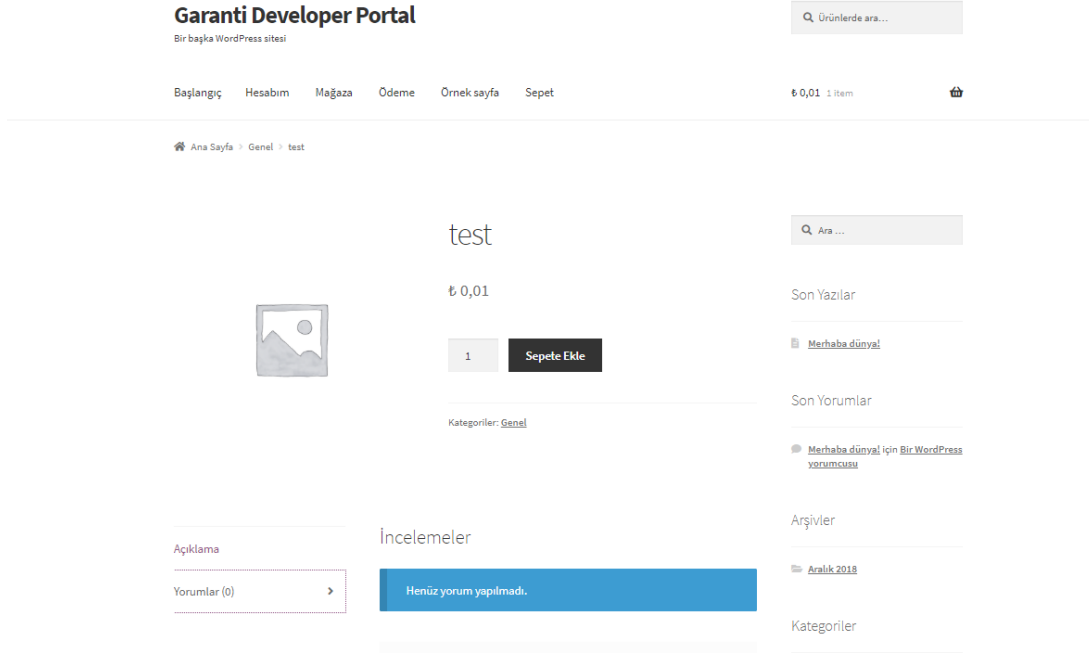 Garanti Developer Portal
Bir başka WordPress sitesi
Ürünlerde ara…
Başlangıç Hesabım Mağaza Ödeme Örnek sayfa Sepet
₺ 0,01 1 item
Ana Sayfa Genel test
test
₺ 0,01
1 Sepete Ekle
Kategoriler: Genel
Açıklama
Yorumlar (0)
İncelemeler
Henüz yorum yapılmadı.
Ara …
Son Yazılar
Merhaba dünya!
Son Yorumlar
Merhaba dünya! için Bir WordPress
yorumcusu
Arşivler
Aralık 2018
Kategoriler